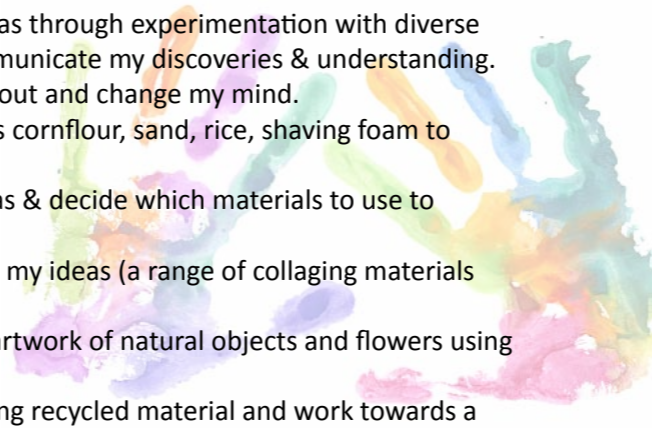 as through experimentation with diverse
municate my discoveries & understanding.
out and change my mind.
s cornflour, sand, rice, shaving foam to
ns & decide which materials to use to
my ideas (a range of collaging materials
artwork of natural objects and flowers using
ng recycled material and work towards a